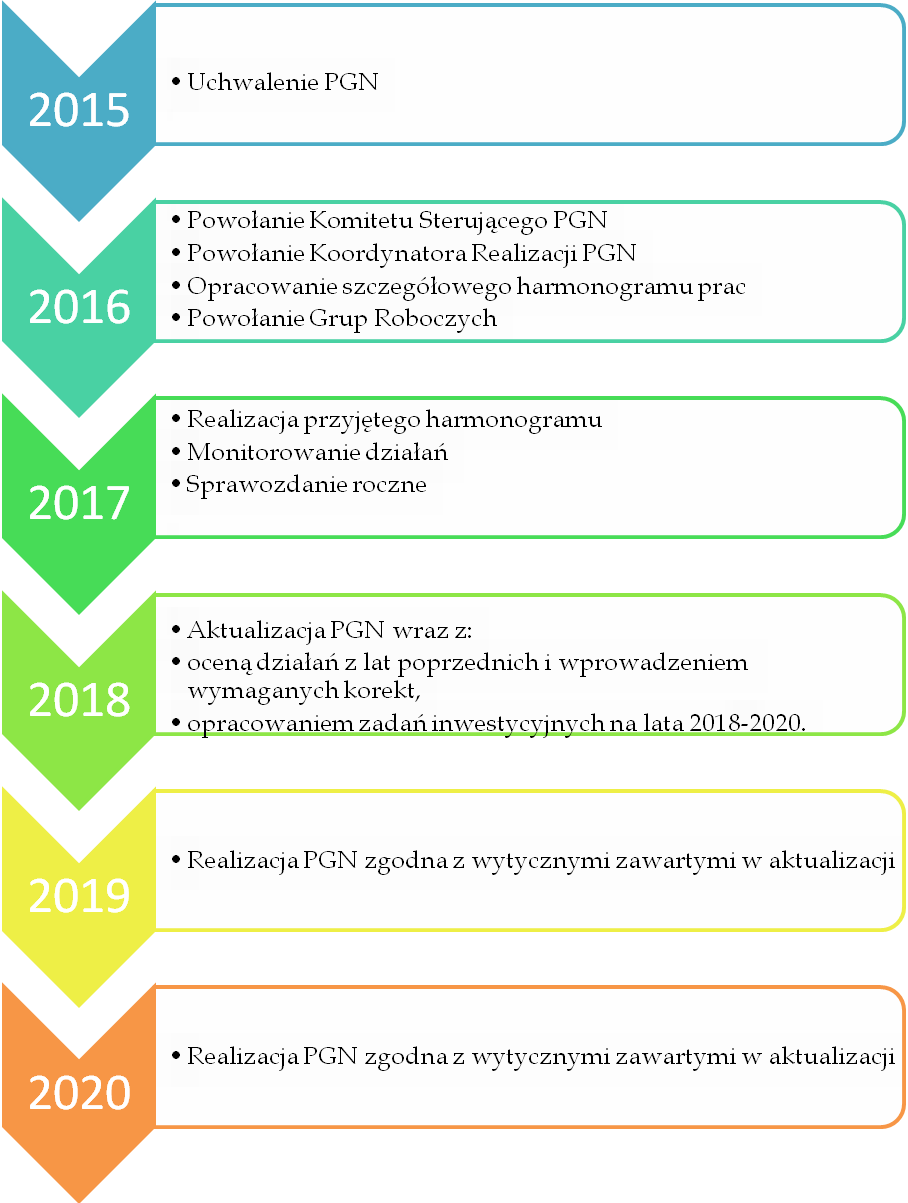 2015
• Uchwalenie PGN
2016
• Powołanie Komitetu Sterującego PGN
• Powołanie Koordynatora Realizacji PGN
• Opracowanie szczegółowego harmonogramu prac
• Powołanie Grup Roboczych
2017
• Realizacja przyjętego harmonogramu
• Monitorowanie działań
• Sprawozdanie roczne
2018
• Aktualizacja PGN wraz z:
• oceną działań z lat poprzednich i wprowadzeniem
wymaganych korekt,
• opracowaniem zadań inwestycyjnych na lata 2018-2020.
2019
• Realizacja PGN zgodna z wytycznymi zawartymi w aktualizacji
2020
• Realizacja PGN zgodna z wytycznymi zawartymi w aktualizacji